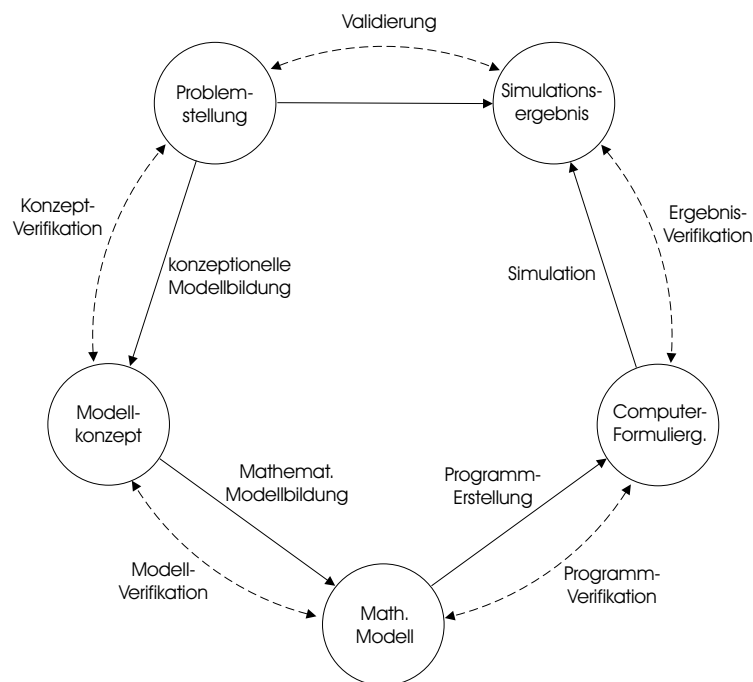 Validierung
Problem-
stellung
Simulations-
ergebnis
Konzept-
Verifikation
Ergebnis-
Verifikation
konzeptionelle
Modellbildung
Simulation
Modell-
konzept
Computer-
Formulierg.
Mathemat.
Modellbildung
Programm-
Erstellung
Modell-
Verifikation
Programm-
Verifikation
Math.
Modell